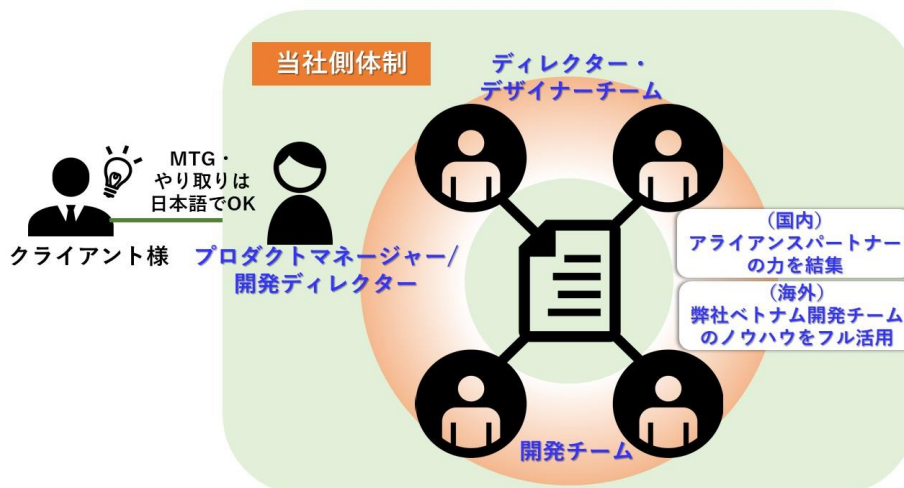 当社側体制
ディレクター・
デザイナーチーム
MTG・
やり取りは
日本語でOK
クライアント様
プロダクトマネージャー/
開発ディレクター
（国内）
アライアンスパートナー
の力を結集
（海外）
弊社ベトナム開発チーム
のノウハウをフル活用
開発チーム